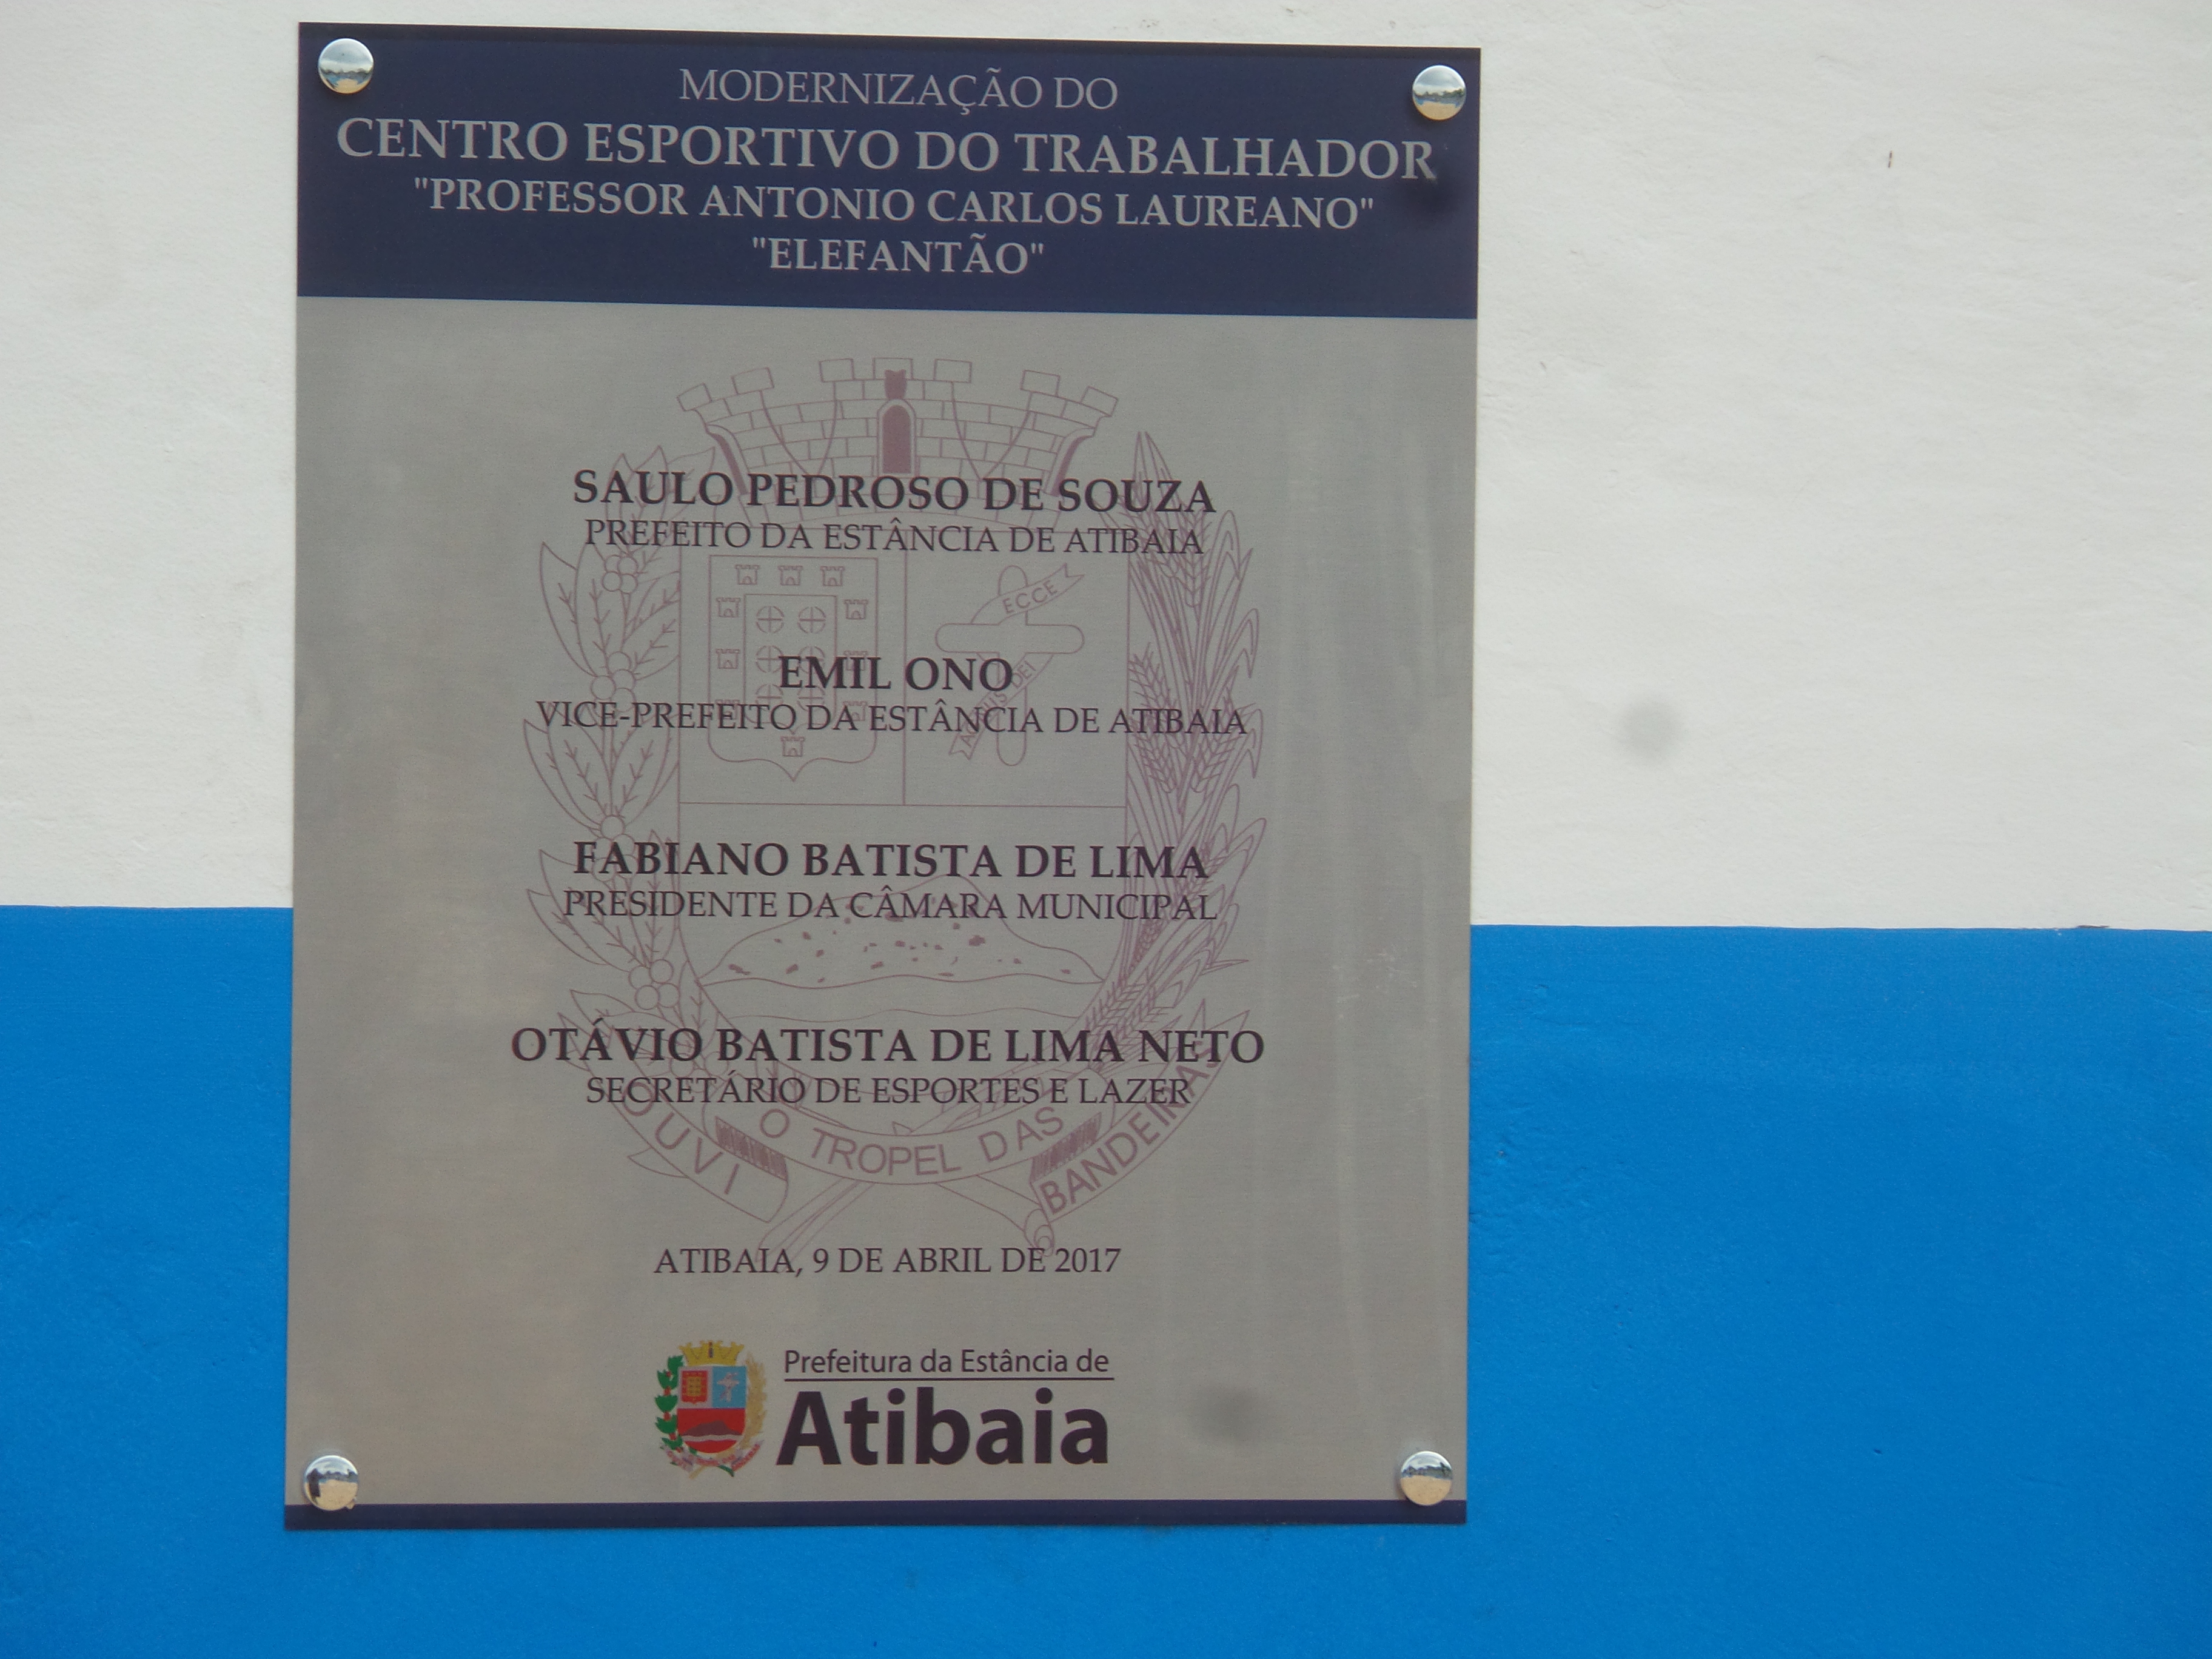 MODERNIZAÇÃO DO
CENTRO ESPORTIVO DO TRABALHADOR
"PROFESSOR ANTONIO CARLOS LAUREANO"
"ELEFANTÃO"
SAULO PEDROSO DE SOUZA
PREFEITO DA ESTÂNCIA DE ATIBAIA
ECCE
AGNUS DEI
EMIL ONO
VICE-PREFEITO DA ESTÂNCIA DE ATIBAIA
FABIANO BATISTA DE LIMA
PRESIDENTE DA CÂMARA MUNICIPAL
OTÁVIO BATISTA DE LIMA NETO
SECRETÁRIO DE ESPORTES E LAZER
OUVI O TROPEL DAS BANDEIRAS
ATIBAIA, 9 DE ABRIL DE 2017
Prefeitura da Estância de
Atibaia